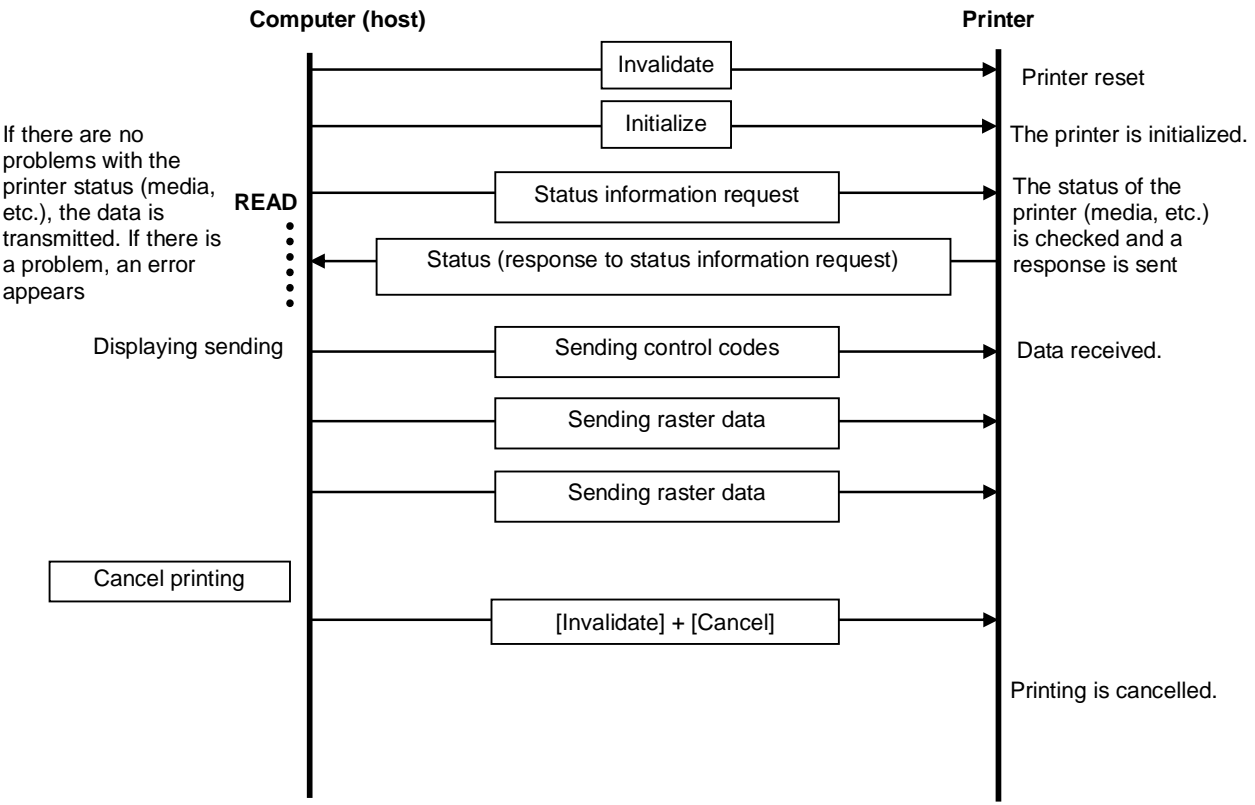 Computer (host)
Printer
Invalidate
Printer reset
Initialize
The printer is initialized.
If there are no
problems with the
printer status (media,
etc.), the data is
transmitted. If there is
a problem, an error
appears
READ
Status information request
The status of the
printer (media, etc.)
is checked and a
response is sent
Status (response to status information request)
Displaying sending
Sending control codes
Data received.
Sending raster data
Sending raster data
Cancel printing
[Invalidate] + [Cancel]
Printing is cancelled.